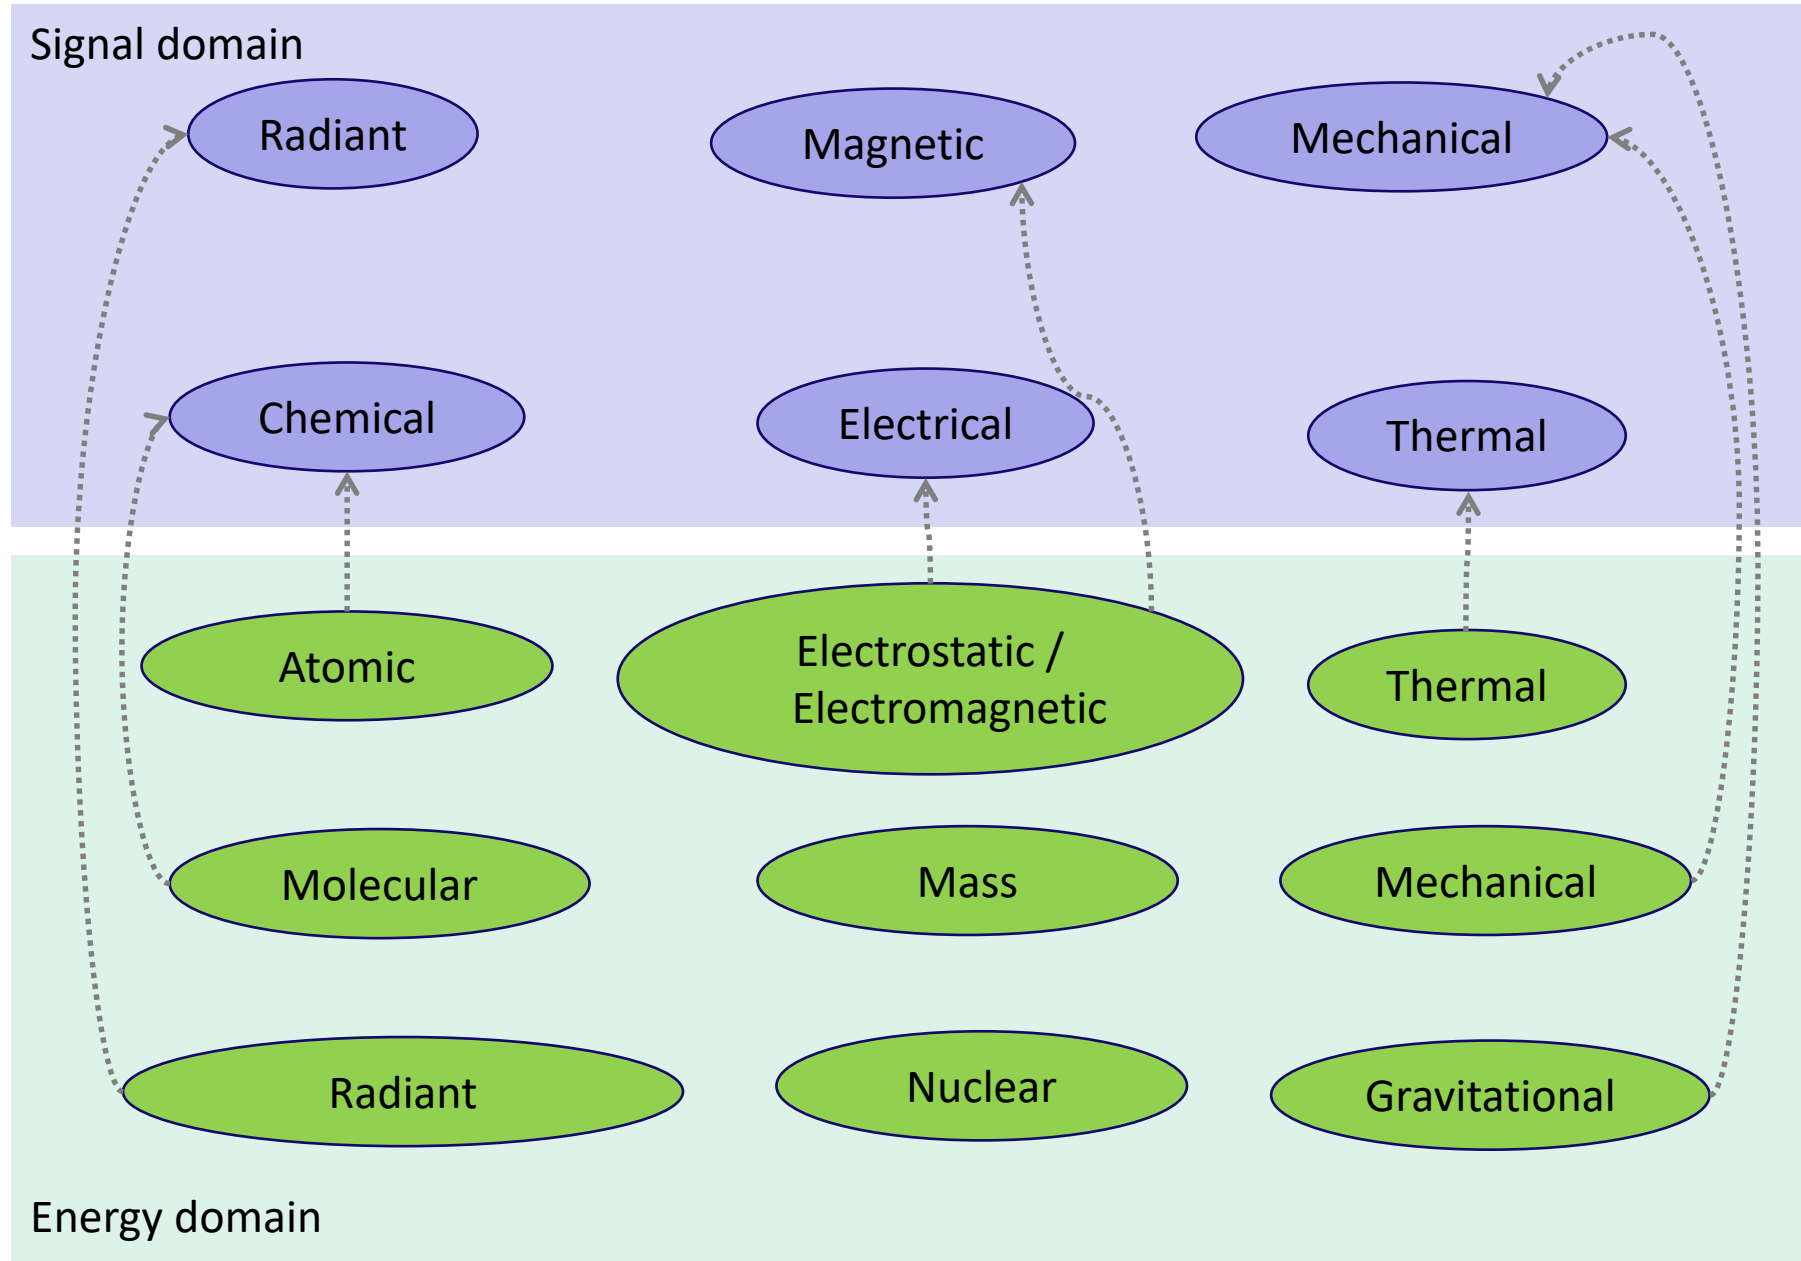 Signal domain
Radiant
Magnetic
Mechanical
Chemical
Electrical
Thermal
Atomic
Electrostatic /
Electromagnetic
Thermal
Molecular
Mass
Mechanical
Radiant
Nuclear
Gravitational
Energy domain